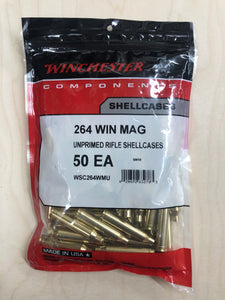 WINCHESTER
COMPONENTS
SHELLCASES
264 WIN MAG
UNPRIMED RIFLE SHELLCASES
50 EA
WSC264WMU
MADE IN USA